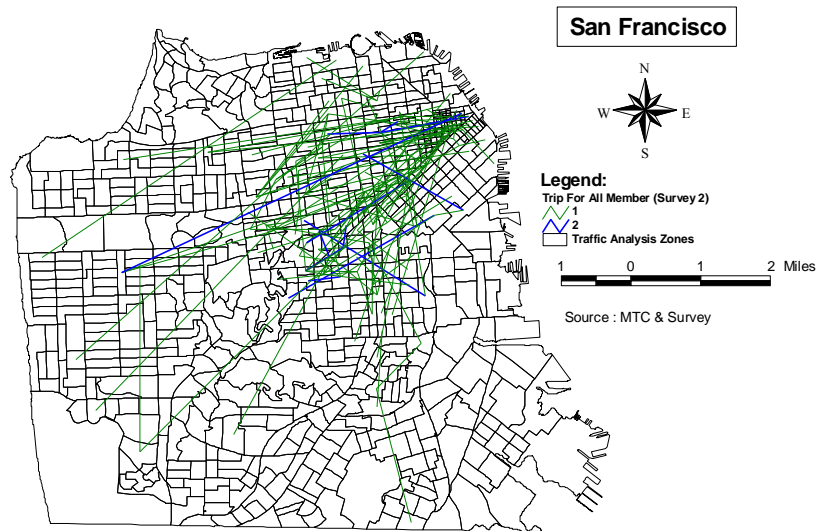 San Francisco
N
W E
S
Legend:
Trip For All Member (Survey 2)
1
2
Traffic Analysis Zones
1 0 1 2 Miles
Source : MTC & Survey